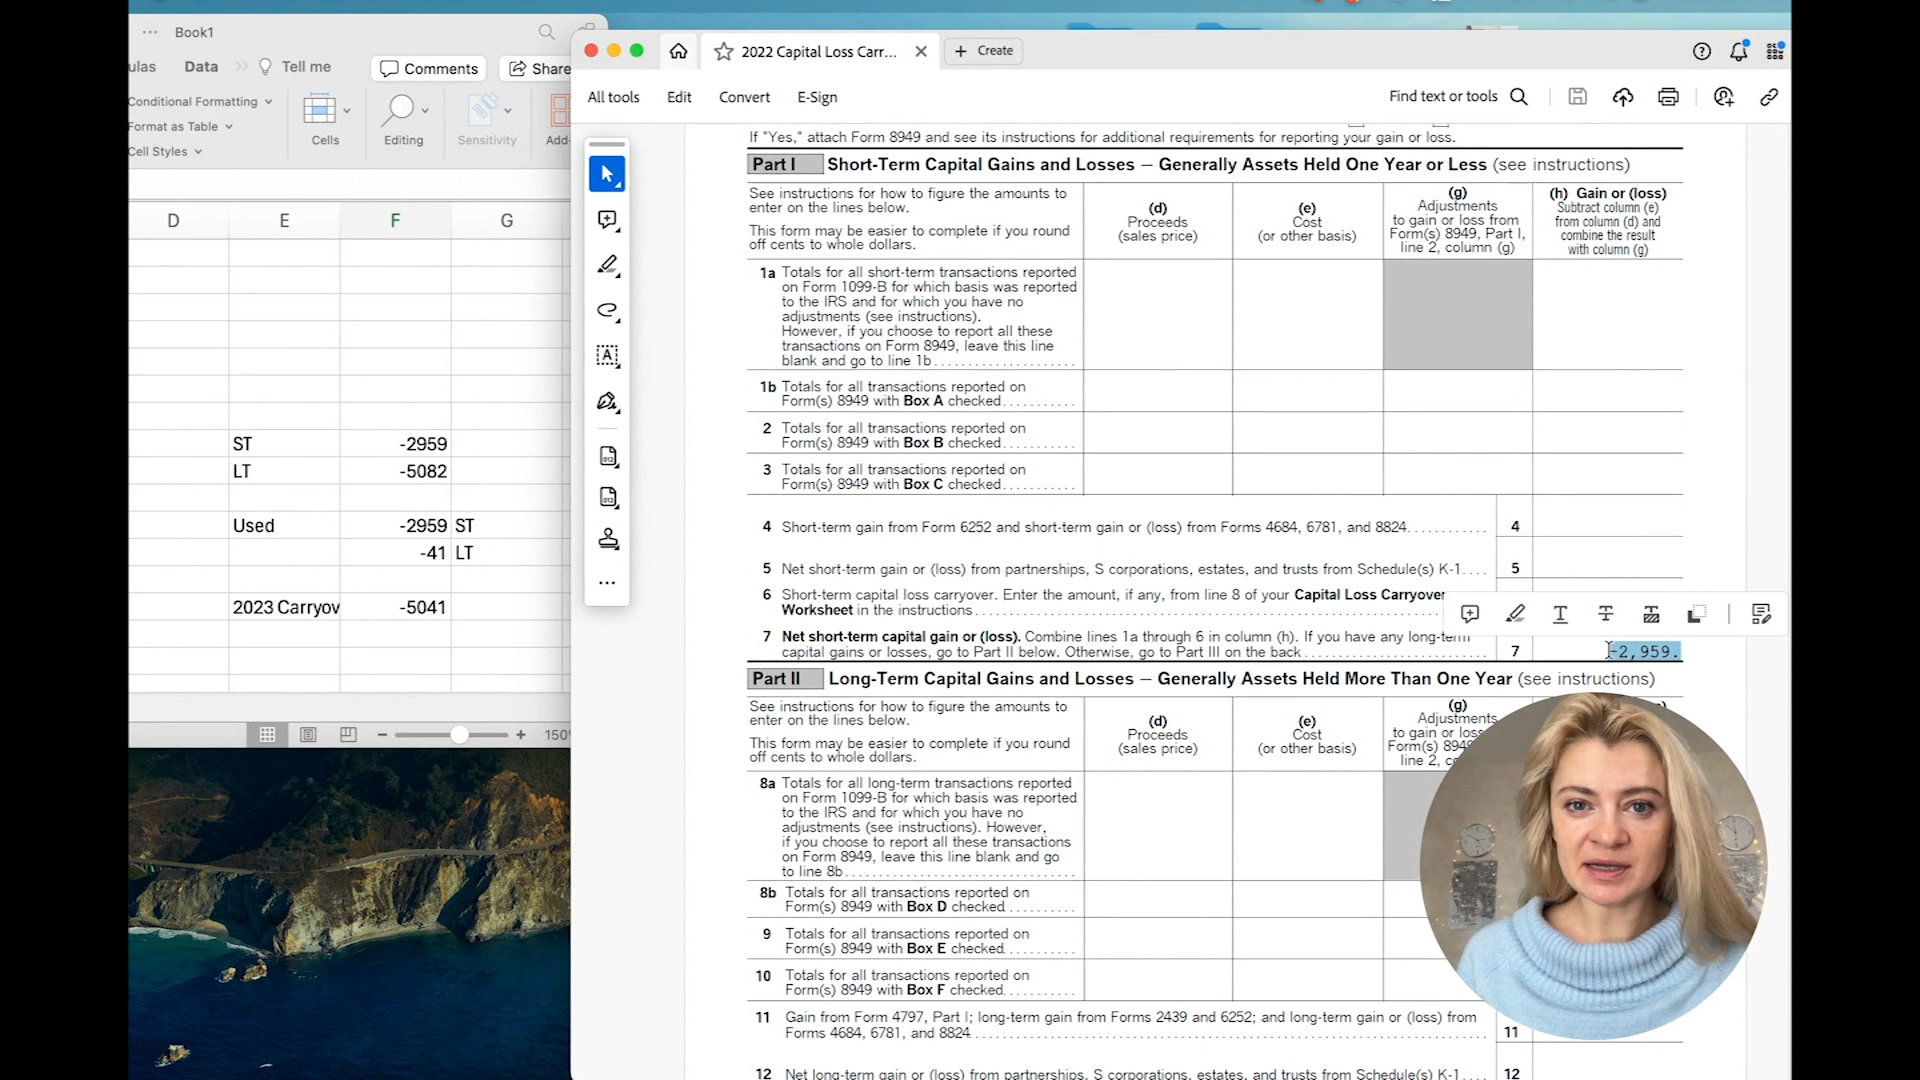 Book1
ulas
Data
Tell me
Comments
Share
Conditional Formatting
Format as Table
Cell Styles
Cells
Editing
Sensitivity
Add-
D E F G
ST -2959
LT -5082
Used -2959 ST
-41 LT
2023 Carryov -5041
150
2022 Capital Loss Carr...
Create
All tools
Edit
Convert
E-Sign
Find text or tools
If "Yes," attach Form 8949 and see its instructions for additional requirements for reporting your gain or loss.
Part I Short-Term Capital Gains and Losses — Generally Assets Held One Year or Less (see instructions)
See instructions for how to figure the amounts to
enter on the lines below.
This form may be easier to complete if you round
off cents to whole dollars.
(d)
Proceeds
(sales price)
(e)
Cost
(or other basis)
(g)
Adjustments
to gain or loss from
Form(s) 8949, Part I,
line 2, column (g)
(h) Gain or (loss)
Subtract column (e)
from column (d) and
combine the result
with column (g)
1a Totals for all short-term transactions reported
on Form 1099-B for which basis was reported
to the IRS and for which you have no
adjustments (see instructions).
However, if you choose to report all these
transactions on Form 8949, leave this line
blank and go to line 1b
1b Totals for all transactions reported on
Form(s) 8949 with Box A checked
2 Totals for all transactions reported on
Form(s) 8949 with Box B checked
3 Totals for all transactions reported on
Form(s) 8949 with Box C checked
4 Short-term gain from Form 6252 and short-term gain or (loss) from Forms 4684, 6781, and 8824 4
5 Net short-term gain or (loss) from partnerships, S corporations, estates, and trusts from Schedule(s) K-1 5
6 Short-term capital loss carryover. Enter the amount, if any, from line 8 of your Capital Loss Carryover
Worksheet in the instructions
7 Net short-term capital gain or (loss). Combine lines 1a through 6 in column (h). If you have any long-term
capital gains or losses, go to Part II below. Otherwise, go to Part III on the back 7 -2,959.
Part II Long-Term Capital Gains and Losses — Generally Assets Held More Than One Year (see instructions)
See instructions for how to figure the amounts to
enter on the lines below.
This form may be easier to complete if you round
off cents to whole dollars.
(d)
Proceeds
(sales price)
(e)
Cost
(or other basis)
(g)
Adjustments
to gain or los
Form(s) 894
line 2, co
8a Totals for all long-term transactions reported
on Form 1099-B for which basis was reported
to the IRS and for which you have no
adjustments (see instructions). However,
if you choose to report all these transactions
on Form 8949, leave this line blank and go
to line 8b
8b Totals for all transactions reported on
Form(s) 8949 with Box D checked
9 Totals for all transactions reported on
Form(s) 8949 with Box E checked
10 Totals for all transactions reported on
Form(s) 8949 with Box F checked
11 Gain from Form 4797, Part I; long-term gain from Forms 2439 and 6252; and long-term gain or (loss) from
Forms 4684, 6781, and 8824 11
12 Net long-term gain or (loss) from partnerships, S corporations, estates, and trusts from Schedule(s) K-1 12